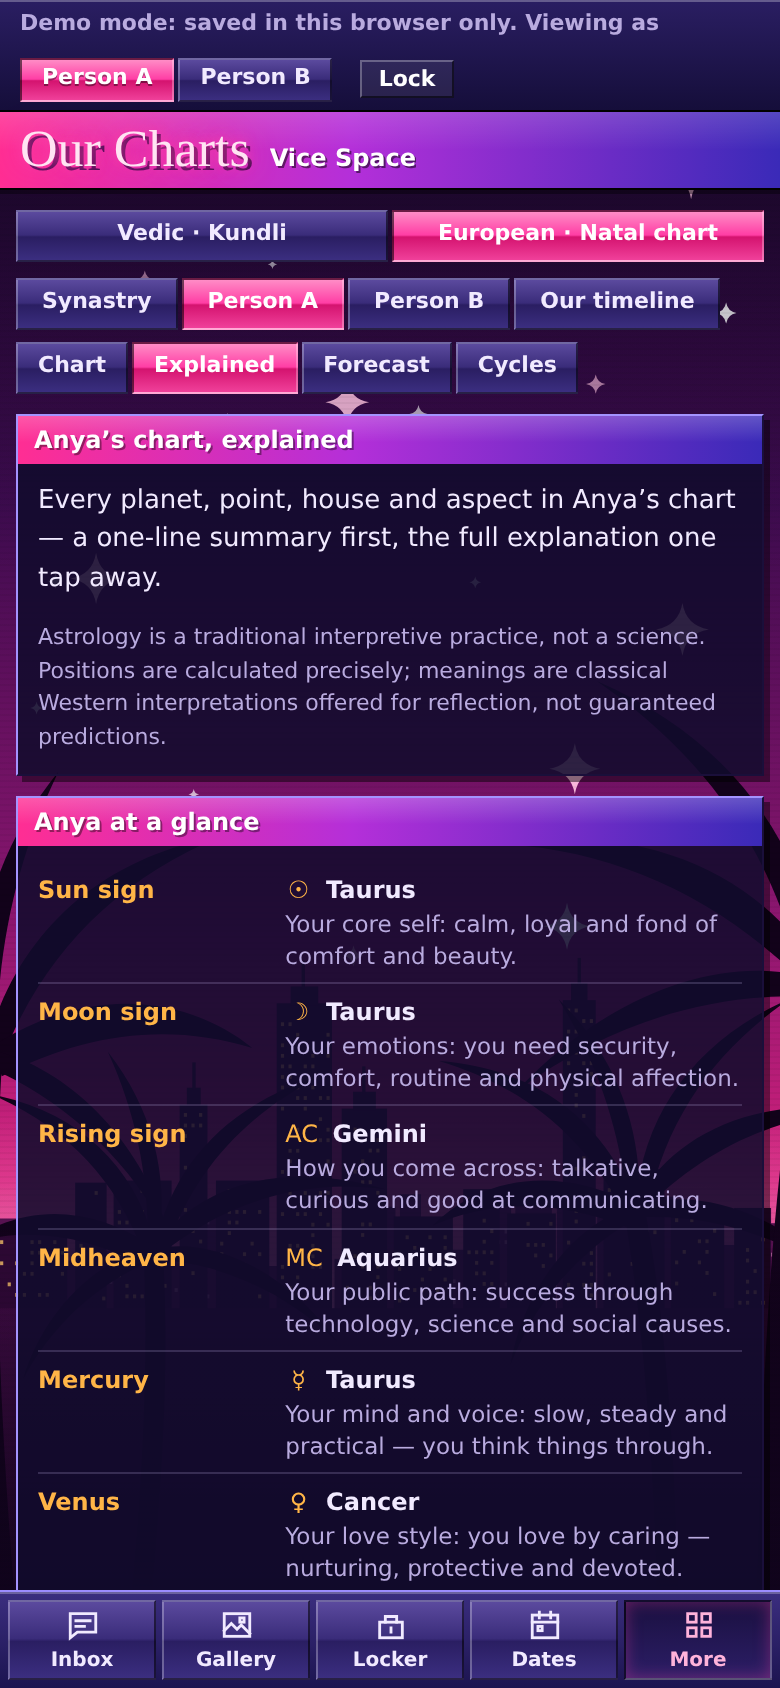 Demo mode: saved in this browser only. Viewing as
Person A Person B Lock
Our Charts Vice Space
Vedic · Kundli European · Natal chart
Synastry Person A Person B Our timeline
Chart Explained Forecast Cycles
Anya’s chart, explained
Every planet, point, house and aspect in Anya’s chart
— a one-line summary first, the full explanation one
tap away.
Astrology is a traditional interpretive practice, not a science.
Positions are calculated precisely; meanings are classical
Western interpretations offered for reflection, not guaranteed
predictions.
Anya at a glance
Sun sign ☉ Taurus
Your core self: calm, loyal and fond of
comfort and beauty.
Moon sign ☽ Taurus
Your emotions: you need security,
comfort, routine and physical affection.
Rising sign AC Gemini
How you come across: talkative,
curious and good at communicating.
Midheaven MC Aquarius
Your public path: success through
technology, science and social causes.
Mercury ☿ Taurus
Your mind and voice: slow, steady and
practical — you think things through.
Venus ♀ Cancer
Your love style: you love by caring —
nurturing, protective and devoted.
Inbox Gallery Locker Dates More